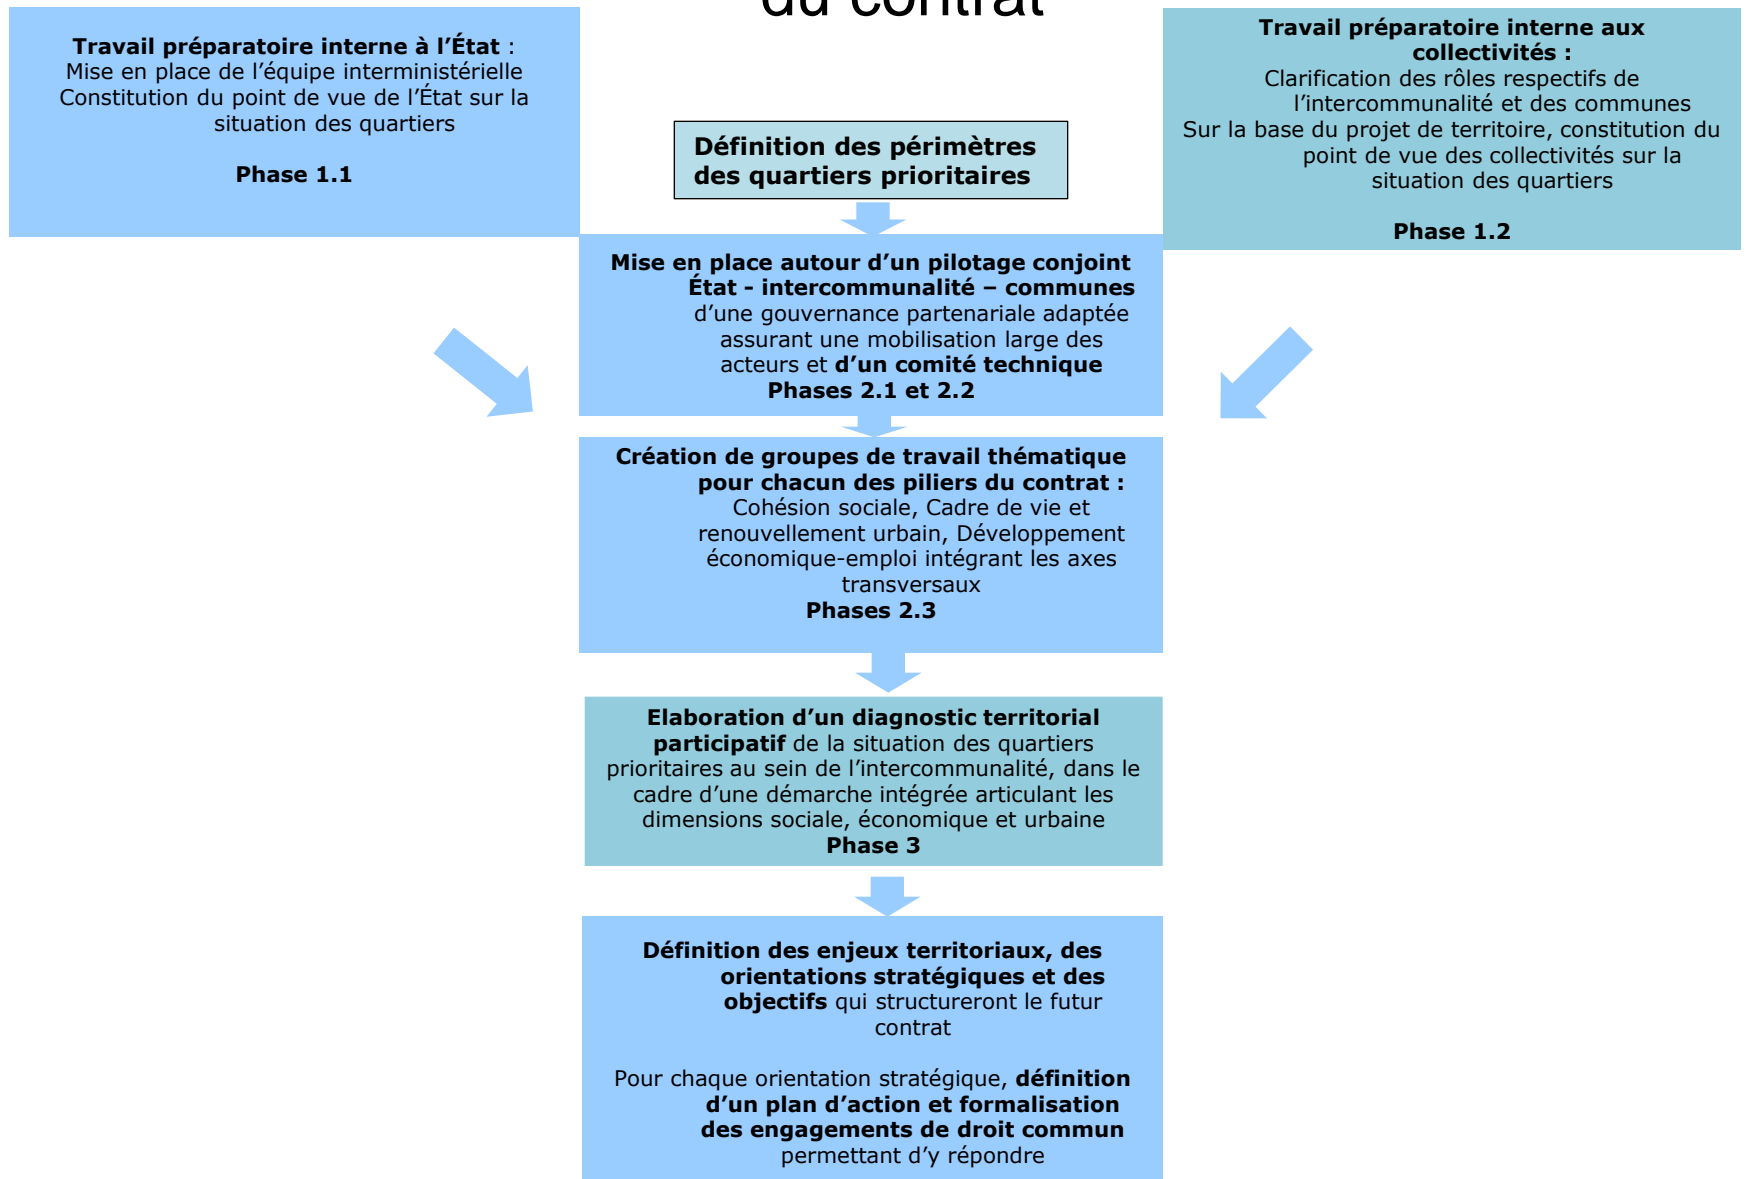 du contrat
Travail préparatoire interne à l’État :
Mise en place de l’équipe interministérielle
Constitution du point de vue de l’État sur la
situation des quartiers
Phase 1.1
Travail préparatoire interne aux
collectivités :
Clarification des rôles respectifs de
l’intercommunalité et des communes
Sur la base du projet de territoire, constitution du
point de vue des collectivités sur la
situation des quartiers
Phase 1.2
Définition des périmètres
des quartiers prioritaires
Mise en place autour d’un pilotage conjoint
État - intercommunalité – communes
d’une gouvernance partenariale adaptée
assurant une mobilisation large des
acteurs et d’un comité technique
Phases 2.1 et 2.2
Création de groupes de travail thématique
pour chacun des piliers du contrat :
Cohésion sociale, Cadre de vie et
renouvellement urbain, Développement
économique-emploi intégrant les axes
transversaux
Phases 2.3
Elaboration d’un diagnostic territorial
participatif de la situation des quartiers
prioritaires au sein de l’intercommunalité, dans le
cadre d’une démarche intégrée articulant les
dimensions sociale, économique et urbaine
Phase 3
Définition des enjeux territoriaux, des
orientations stratégiques et des
objectifs qui structureront le futur
contrat
Pour chaque orientation stratégique, définition
d’un plan d’action et formalisation
des engagements de droit commun
permettant d’y répondre